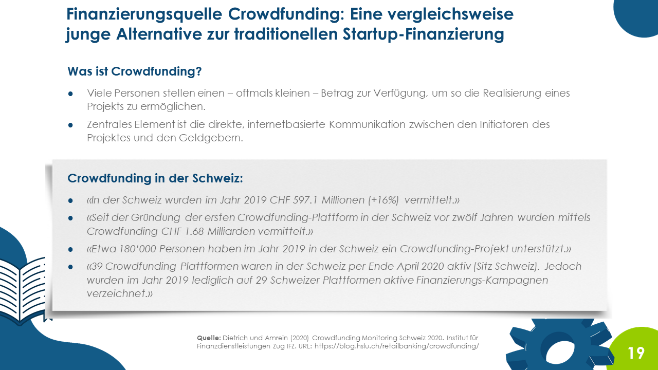 Finanzierungsquelle Crowdfunding: Eine vergleichsweise
junge Alternative zur traditionellen Startup-Finanzierung
Was ist Crowdfunding?
● Viele Personen stellen einen – oftmals kleinen – Betrag zur Verfügung, um so die Realisierung eines
Projekts zu ermöglichen.
● Zentrales Element ist die direkte, internetbasierte Kommunikation zwischen den Initiatoren des
Projektes und den Geldgebern.
Crowdfunding in der Schweiz:
● «In der Schweiz wurden im Jahr 2019 CHF 597.1 Millionen (+16%) vermittelt.»
● «Seit der Gründung der ersten Crowdfunding-Plattform in der Schweiz vor zwölf Jahren wurden mittels
Crowdfunding CHF 1.68 Milliarden vermittelt.»
● «Etwa 180'000 Personen haben im Jahr 2019 in der Schweiz ein Crowdfunding-Projekt unterstützt.»
● «39 Crowdfunding Plattformen waren in der Schweiz per Ende April 2020 aktiv (Sitz Schweiz). Jedoch
wurden im Jahr 2019 lediglich auf 29 Schweizer Plattformen aktive Finanzierungs-Kampagnen
verzeichnet.»
Quelle: Dietrich und Amrein (2020): Crowdfunding Monitoring Schweiz 2020. Institut für
Finanzdienstleistungen Zug IFZ. URL: https://blog.hslu.ch/retailbanking/crowdfunding/
19